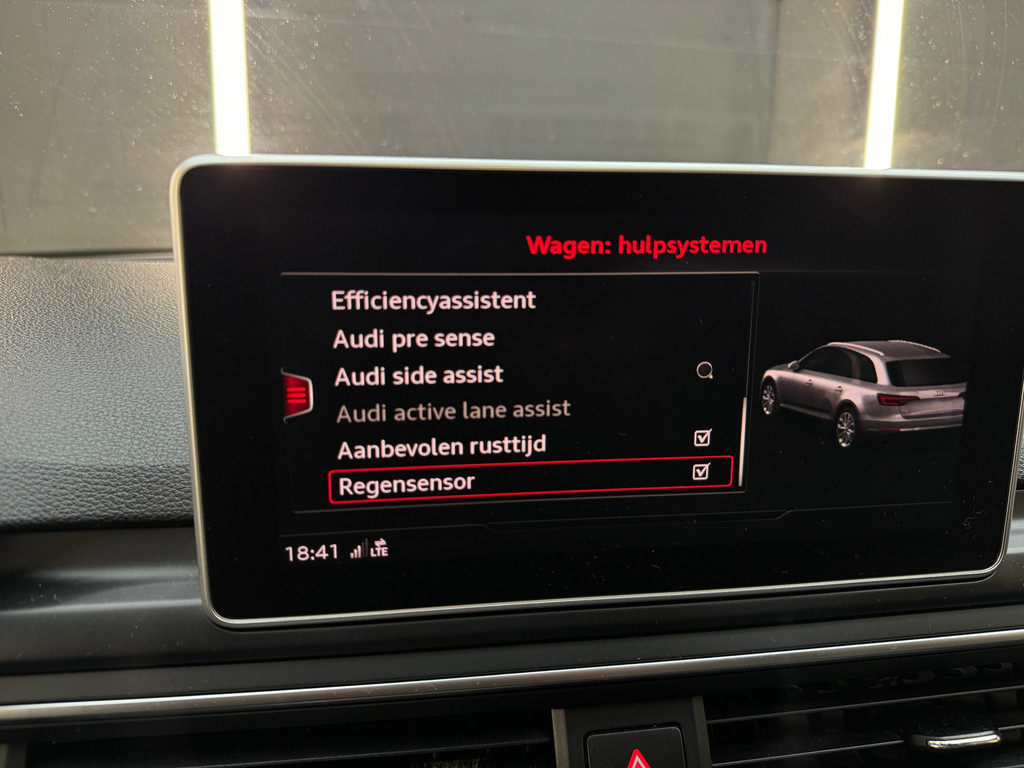 Wagen: hulpsystemen
Efficiencyassistent
Audi pre sense
Audi side assist
Audi active lane assist
Aanbevolen rusttijd
Regensensor
18:41 LTE